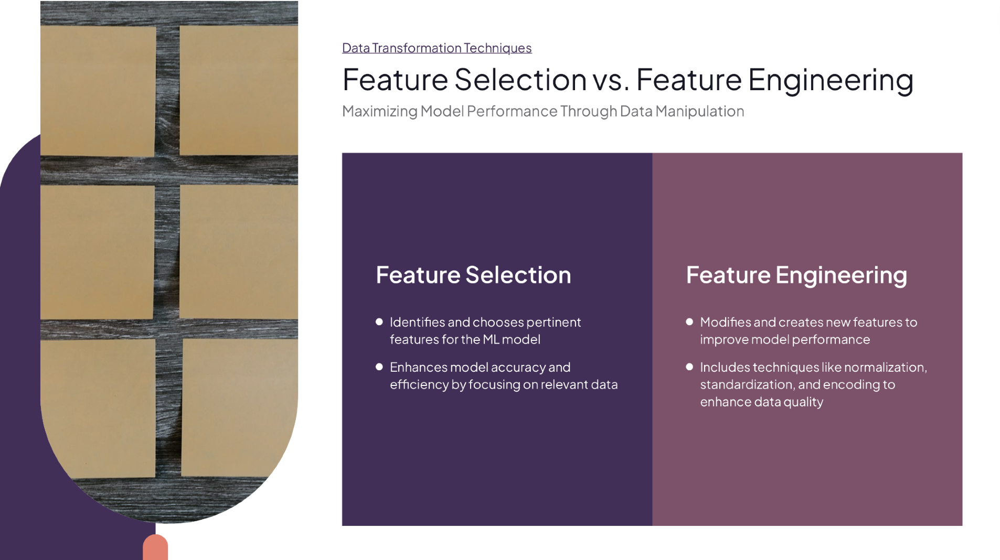 Data Transformation Techniques
Feature Selection vs. Feature Engineering
Maximizing Model Performance Through Data Manipulation
Feature Selection
● Identifies and chooses pertinent
features for the ML model
● Enhances model accuracy and
efficiency by focusing on relevant data
Feature Engineering
● Modifies and creates new features to
improve model performance
● Includes techniques like normalization,
standardization, and encoding to
enhance data quality